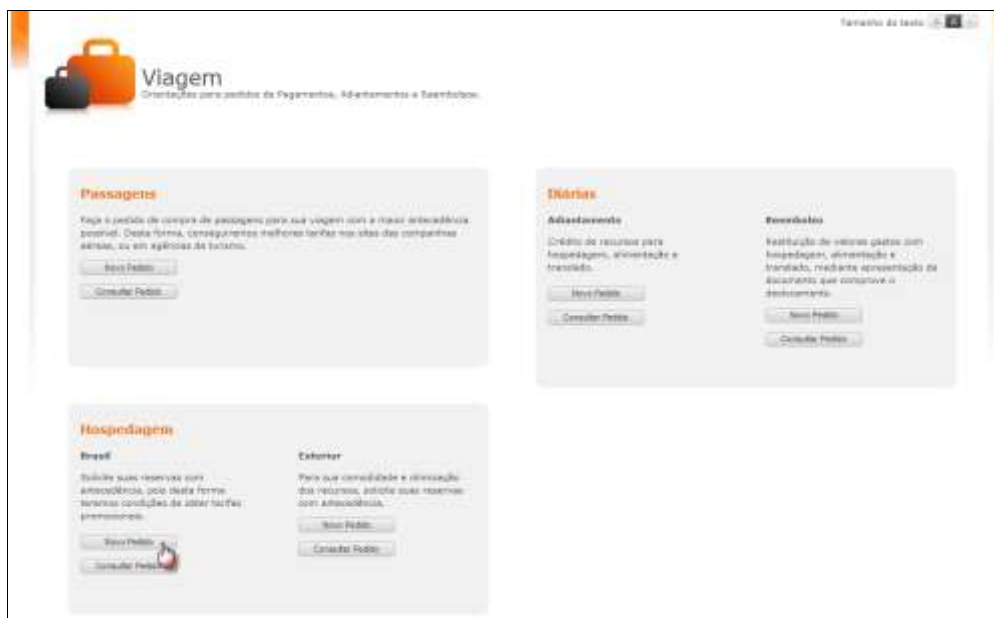 Tamanho do texto
Viagem
Orientações para pedidos de Pagamentos, Adiantamentos e Reembolsos.
Passagens
Faça o pedido de compra de passagens para sua viagem com a maior antecedência
possível. Desta forma, conseguiremos melhores tarifas nos sites das companhias
aéreas, ou em agências de turismo.
Novo Pedido
Consultar Pedido
Diárias
Adiantamento
Crédito de recursos para
hospedagem, alimentação e
translado.
Novo Pedido
Consultar Pedido
Reembolso
Restituição de valores gastos com
hospedagem, alimentação e
translado, mediante apresentação de
documento que comprove o
deslocamento.
Novo Pedido
Consultar Pedido
Hospedagem
Brasil
Solicite suas reservas com
antecedência, pois desta forma
teremos condições de obter tarifas
promocionais.
Novo Pedido
Consultar Pedido
Exterior
Para sua comodidade e otimização
dos recursos, solicite suas reservas
com antecedência.
Novo Pedido
Consultar Pedido